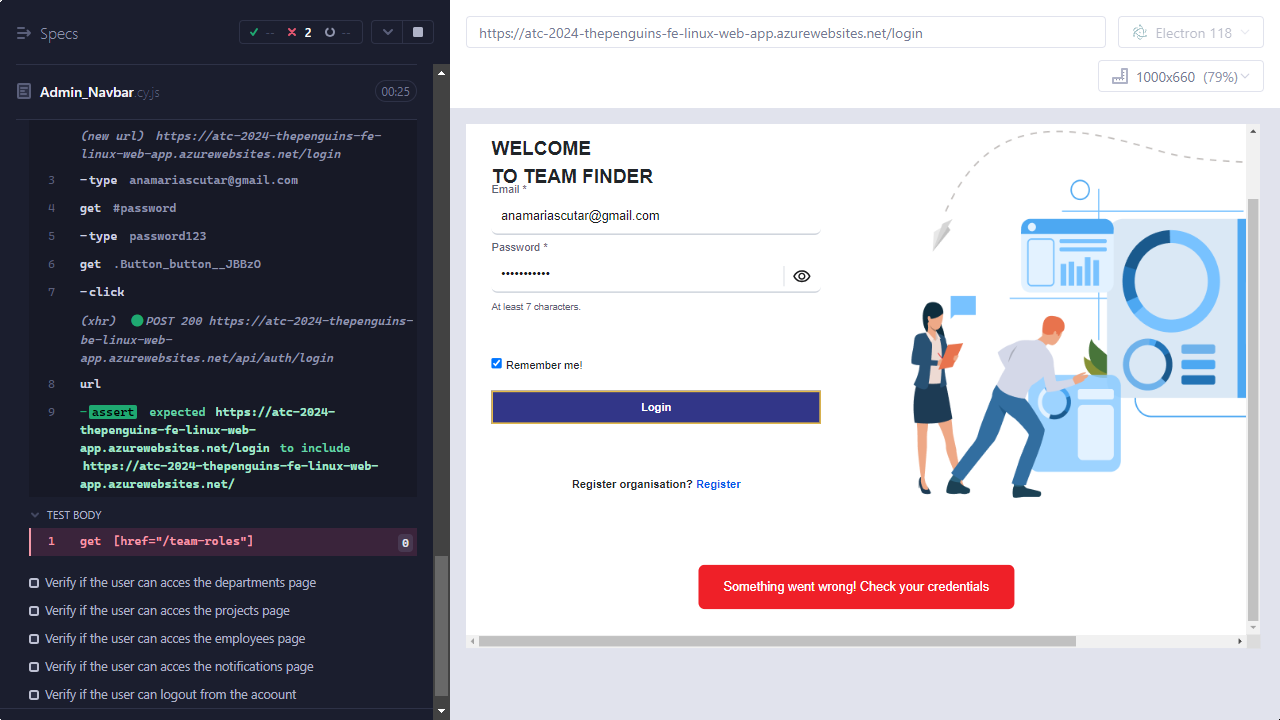 Specs
--
2
--
https://atc-2024-thepenguins-fe-linux-web-app.azurewebsites.net/login
Electron 118
1000x660 (79%)
Admin_Navbar.cy.js
00:25
(new url) https://atc-2024-thepenguins-fe-
linux-web-app.azurewebsites.net/login
3 -type anamariascutar@gmail.com
4 get #password
5 -type password123
6 get .Button_button__JBBzO
7 -click
(xhr) POST 200 https://atc-2024-thepenguins-
be-linux-web-
app.azurewebsites.net/api/auth/login
8 url
9 -assert expected https://atc-2024-
thepenguins-fe-linux-web-
app.azurewebsites.net/login to include
https://atc-2024-thepenguins-fe-linux-web-
app.azurewebsites.net/
TEST BODY
1 get [href="/team-roles"] 0
Verify if the user can acces the departments page
Verify if the user can acces the projects page
Verify if the user can acces the employees page
Verify if the user can acces the notifications page
Verify if the user can logout from the acoount
WELCOME
TO TEAM FINDER
Email *
anamariascutar@gmail.com
Password *
•••••••••••
At least 7 characters.
Remember me!
Login
Register organisation? Register
Something went wrong! Check your credentials